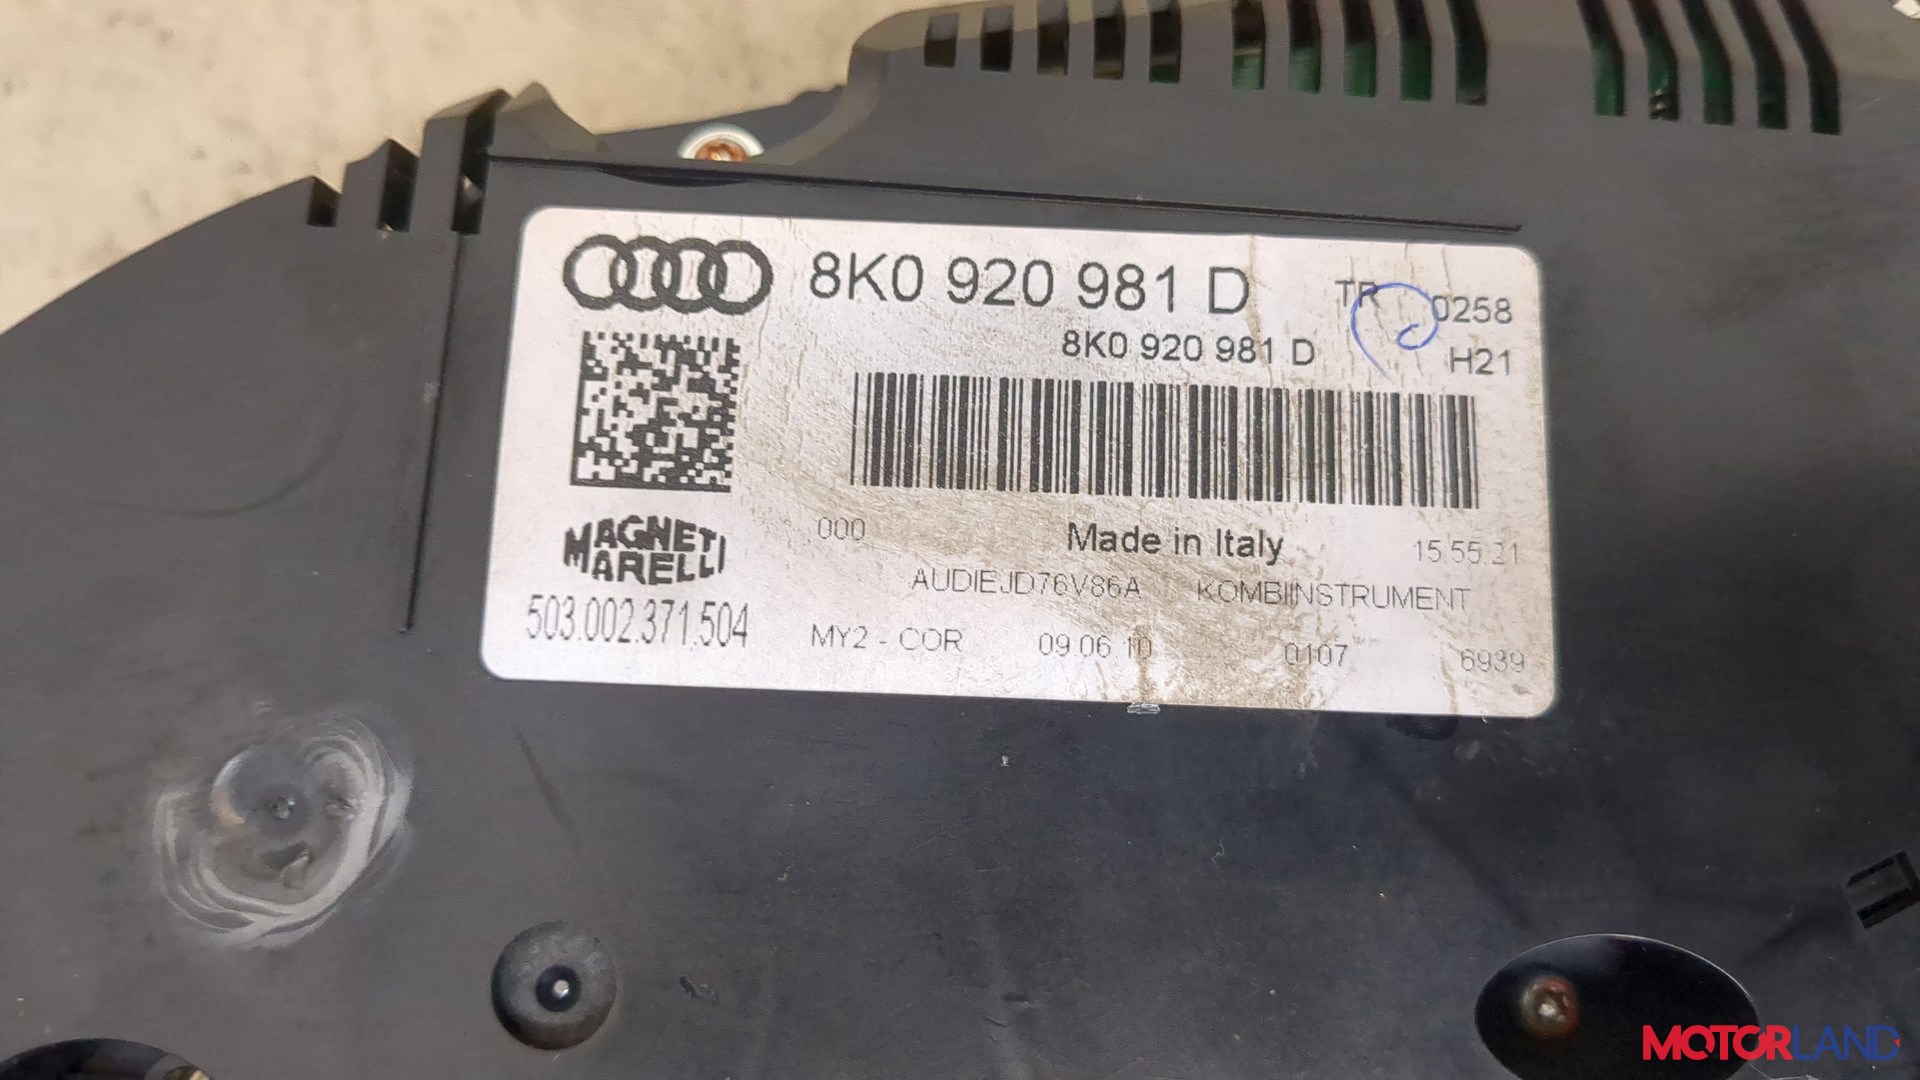 8K0 920 981 D TR 0258
8K0 920 981 D H21
MAGNETI
MARELLI
000 Made in Italy 15.55.21
AUDIEJD76V86A KOMBIINSTRUMENT
503.002.371.504 MY2 - COR 09.06.10 0107 6939
MOTORLAND